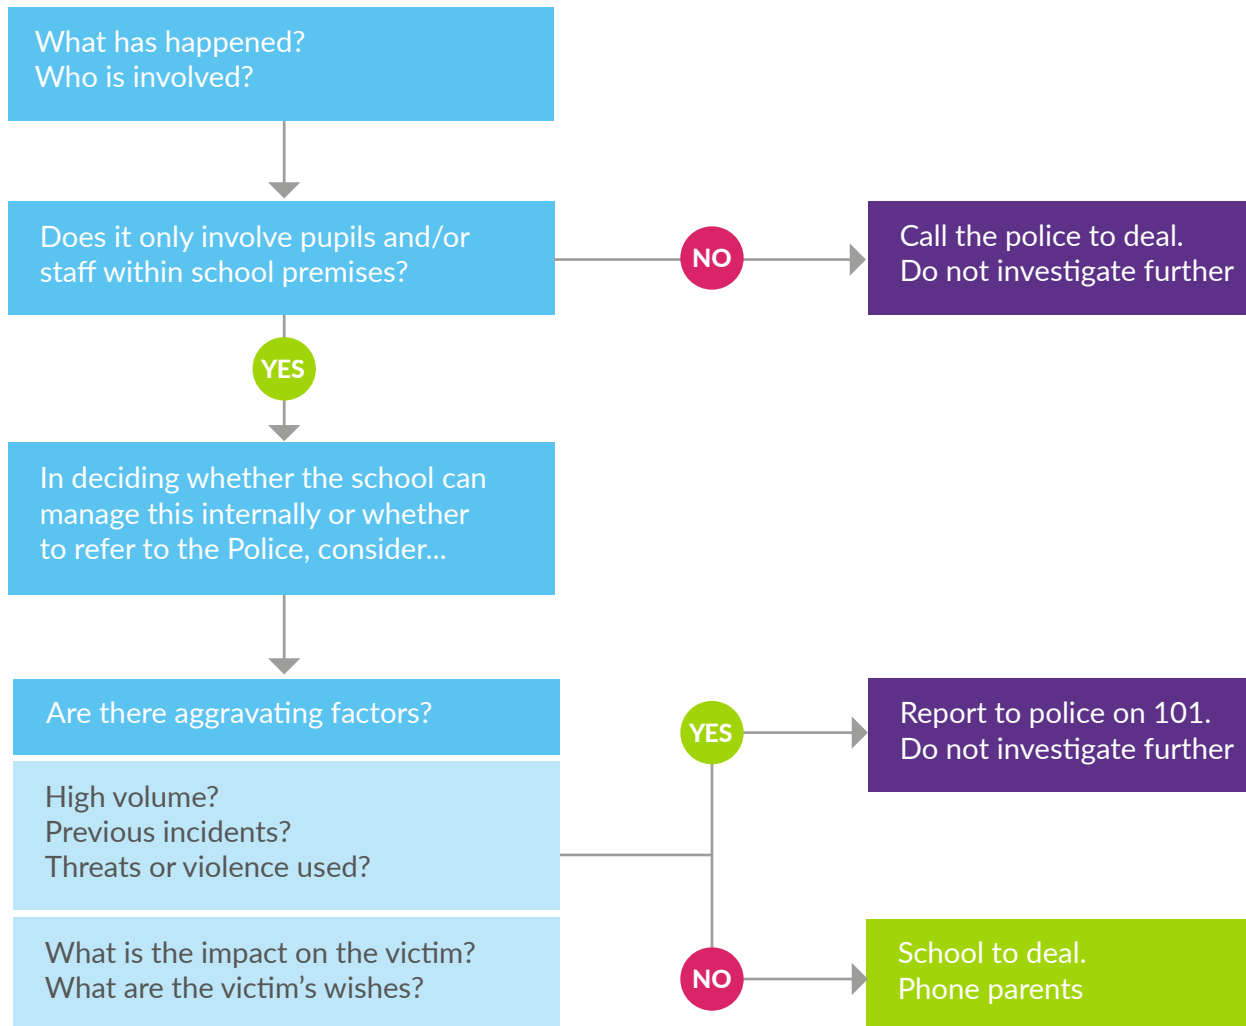 What has happened?
Who is involved?
Does it only involve pupils and/or
staff within school premises?
NO
Call the police to deal.
Do not investigate further
YES
In deciding whether the school can
manage this internally or whether
to refer to the Police, consider...
Are there aggravating factors?
High volume?
Previous incidents?
Threats or violence used?
What is the impact on the victim?
What are the victim’s wishes?
YES
Report to police on 101.
Do not investigate further
NO
School to deal.
Phone parents